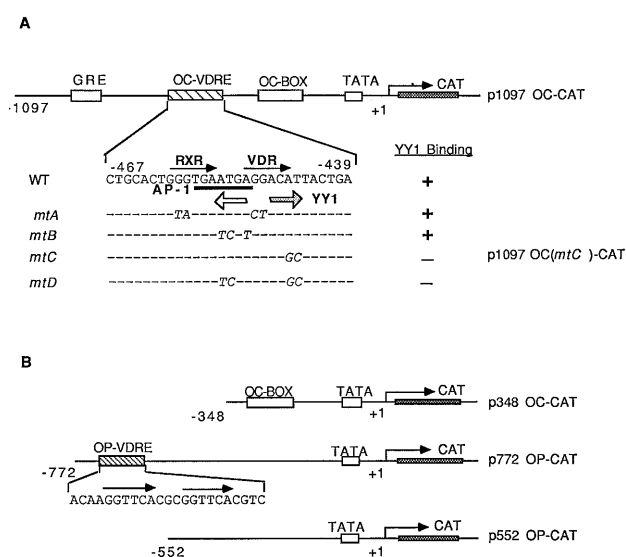 A
GRE OC-VDRE OC-BOX TATA CAT
-1097 +1 p1097 OC-CAT
-467 RXR VDR -439 YY1 Binding
WT CTGCACTGGGTGAATGAGGACATTACTGA +
AP-1 YY1
mtA ----------TA--------CT---------- +
mtB ----------------TC--T---------- +
mtC ------------------------GC------ – p1097 OC(mtC )-CAT
mtD ----------------TC------GC------ –
B
OC-BOX TATA CAT
-348 +1 p348 OC-CAT
OP-VDRE TATA CAT
-772 +1 p772 OP-CAT
ACAAGGTTCACGCGGTTCACGTC
TATA CAT
-552 +1 p552 OP-CAT